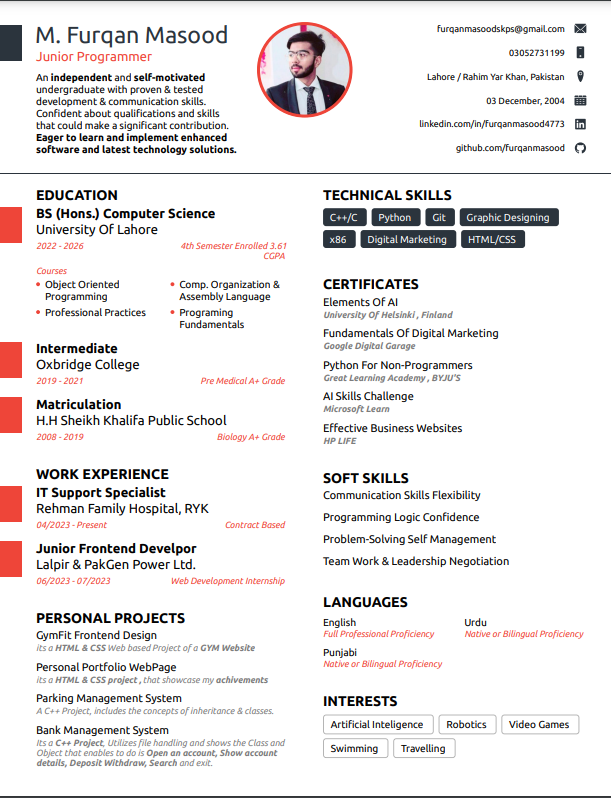 M. Furqan Masood
Junior Programmer
An independent and self-motivated
undergraduate with proven & tested
development & communication skills.
Confident about qualifications and skills
that could make a significant contribution.
Eager to learn and implement enhanced
software and latest technology solutions.
furqanmasoodskps@gmail.com
03052731199
Lahore / Rahim Yar Khan, Pakistan
03 December, 2004
linkedin.com/in/furqanmasood4773
github.com/furqanmasood
EDUCATION
BS (Hons.) Computer Science
University Of Lahore
2022 - 2026
4th Semester Enrolled 3.61
CGPA
Courses
Object Oriented
Programming
Comp. Organization &
Assembly Language
Professional Practices
Programing
Fundamentals
Intermediate
Oxbridge College
2019 - 2021
Pre Medical A+ Grade
Matriculation
H.H Sheikh Khalifa Public School
2008 - 2019
Biology A+ Grade
WORK EXPERIENCE
IT Support Specialist
Rehman Family Hospital, RYK
04/2023 - Present
Contract Based
Junior Frontend Develpor
Lalpir & PakGen Power Ltd.
06/2023 - 07/2023
Web Development Internship
PERSONAL PROJECTS
GymFit Frontend Design
its a HTML & CSS Web based Project of a GYM Website
Personal Portfolio WebPage
its a HTML & CSS project , that showcase my achivements
Parking Management System
A C++ Project, includes the concepts of inheritance & classes.
Bank Management System
Its a C++ Project, Utilizes file handling and shows the Class and
Object that enables to do is Open an account, Show account
details, Deposit Withdraw, Search and exit.
TECHNICAL SKILLS
C++/C Python Git Graphic Designing
x86 Digital Marketing HTML/CSS
CERTIFICATES
Elements Of AI
University Of Helsinki , Finland
Fundamentals Of Digital Marketing
Google Digital Garage
Python For Non-Programmers
Great Learning Academy , BYJU'S
AI Skills Challenge
Microsoft Learn
Effective Business Websites
HP LIFE
SOFT SKILLS
Communication Skills Flexibility
Programming Logic Confidence
Problem-Solving Self Management
Team Work & Leadership Negotiation
LANGUAGES
English
Full Professional Proficiency
Urdu
Native or Bilingual Proficiency
Punjabi
Native or Bilingual Proficiency
INTERESTS
Artificial Inteligence Robotics Video Games
Swimming Travelling